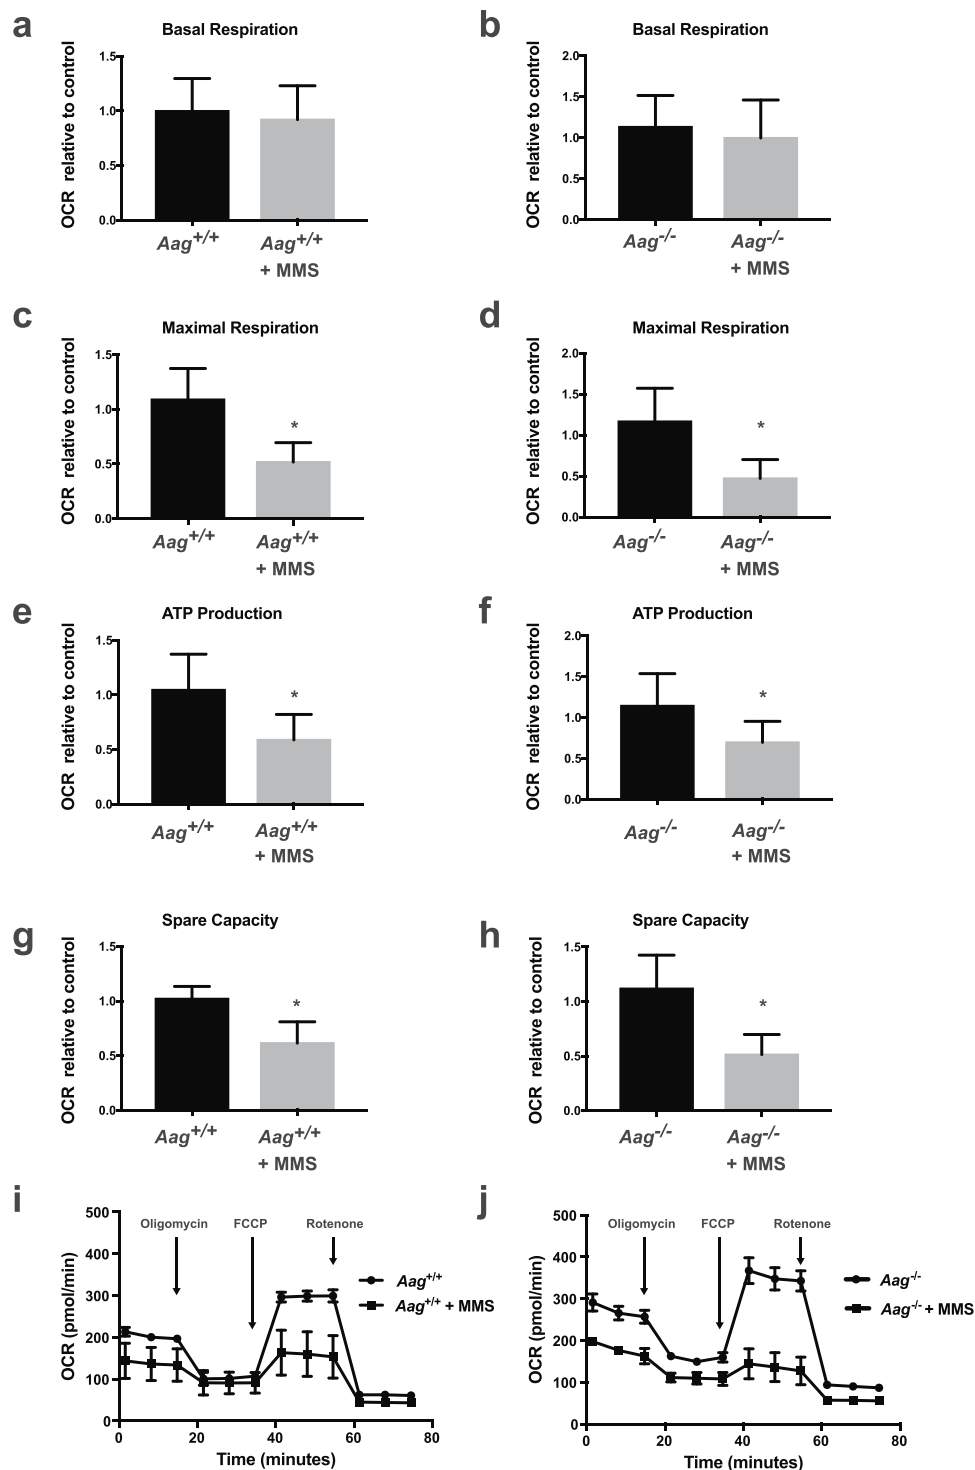 a
Basal Respiration
OCR relative to control
1.5
1.0
0.5
0.0
Aag+/+
Aag+/+
+ MMS
b
Basal Respiration
OCR relative to control
2.0
1.5
1.0
0.5
0.0
Aag-/-
Aag-/-
+ MMS
c
Maximal Respiration
OCR relative to control
1.5
1.0
0.5
0.0
*
Aag+/+
Aag+/+
+ MMS
d
Maximal Respiration
OCR relative to control
2.0
1.5
1.0
0.5
0.0
*
Aag-/-
Aag-/-
+ MMS
e
ATP Production
OCR relative to control
1.5
1.0
0.5
0.0
*
Aag+/+
Aag+/+
+ MMS
f
ATP Production
OCR relative to control
2.0
1.5
1.0
0.5
0.0
*
Aag-/-
Aag-/-
+ MMS
g
Spare Capacity
OCR relative to control
1.5
1.0
0.5
0.0
*
Aag+/+
Aag+/+
+ MMS
h
Spare Capacity
OCR relative to control
1.5
1.0
0.5
0.0
*
Aag-/-
Aag-/-
+ MMS
i
OCR (pmol/min)
500
400
300
200
100
0
Oligomycin
FCCP
Rotenone
Aag+/+
Aag+/+ + MMS
0
20
40
60
80
Time (minutes)
j
OCR (pmol/min)
500
400
300
200
100
0
Oligomycin
FCCP
Rotenone
Aag-/-
Aag-/- + MMS
0
20
40
60
80
Time (minutes)